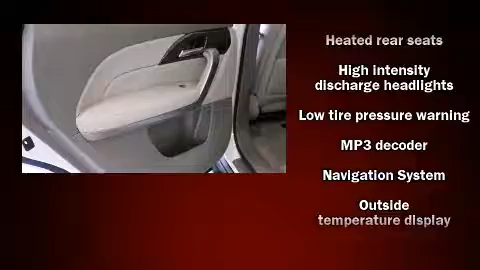 Heated rear seats
High intensity
discharge headlights
Low tire pressure warning
MP3 decoder
Navigation System
Outside
temperature display